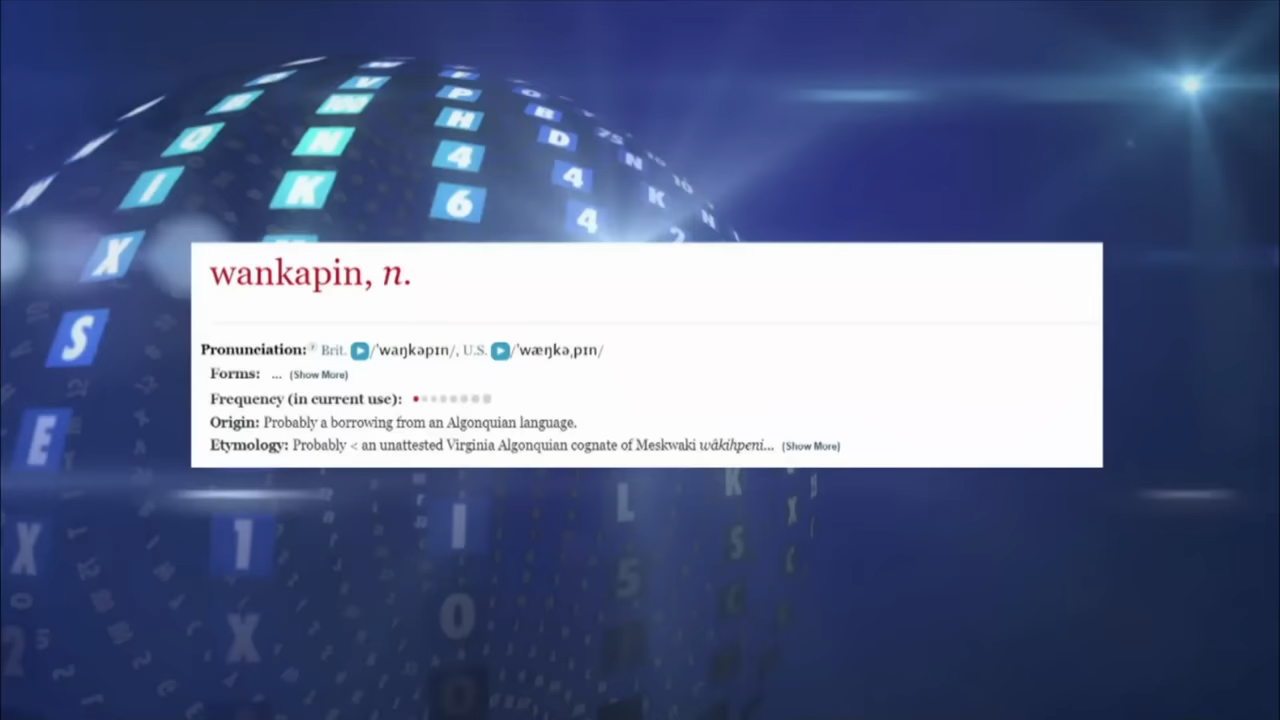 wankapin, n.
Pronunciation: Brit. /ˈwaŋkəpɪn/, U.S. /ˈwæŋkəˌpɪn/
Forms: ... (Show More)
Frequency (in current use):
Origin: Probably a borrowing from an Algonquian language.
Etymology: Probably < an unattested Virginia Algonquian cognate of Meskwaki wâkihpeni... (Show More)